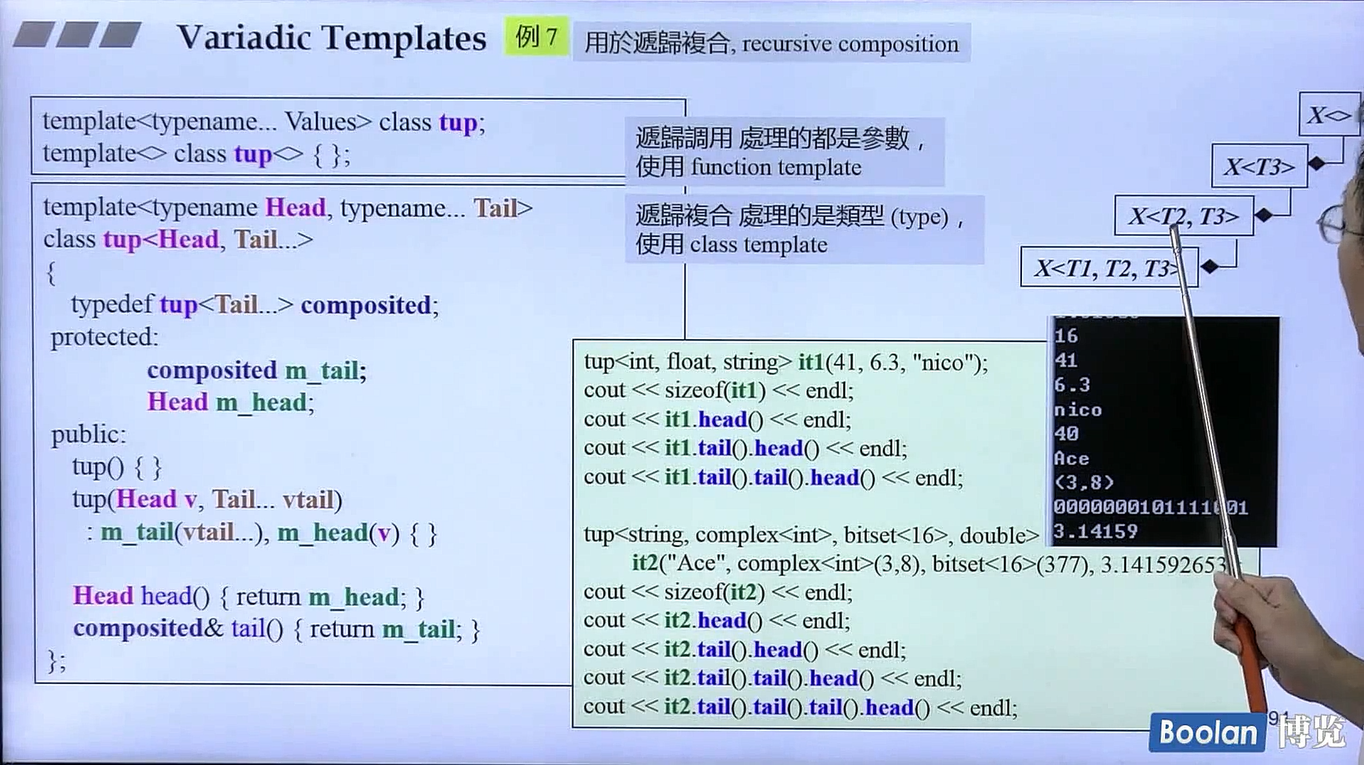 Variadic Templates
例 7
用於遞歸複合, recursive composition
template<typename... Values> class tup;
template<> class tup<> { };
遞歸調用 處理的都是參數，
使用 function template
遞歸複合 處理的是類型 (type)，
使用 class template
X<>
X<T3>
X<T2, T3>
X<T1, T2, T3>
template<typename Head, typename... Tail>
class tup<Head, Tail...>
{
typedef tup<Tail...> composited;
protected:
composited m_tail;
Head m_head;
public:
tup() { }
tup(Head v, Tail... vtail)
: m_tail(vtail...), m_head(v) { }
Head head() { return m_head; }
composited& tail() { return m_tail; }
};
tup<int, float, string> it1(41, 6.3, "nico");
cout << sizeof(it1) << endl;
cout << it1.head() << endl;
cout << it1.tail().head() << endl;
cout << it1.tail().tail().head() << endl;
tup<string, complex<int>, bitset<16>, double>
it2("Ace", complex<int>(3,8), bitset<16>(377), 3.141592653
cout << sizeof(it2) << endl;
cout << it2.head() << endl;
cout << it2.tail().head() << endl;
cout << it2.tail().tail().head() << endl;
cout << it2.tail().tail().tail().head() << endl;
16
41
6.3
nico
40
Ace
(3,8)
0000000101111001
3.14159
Boolan 博览